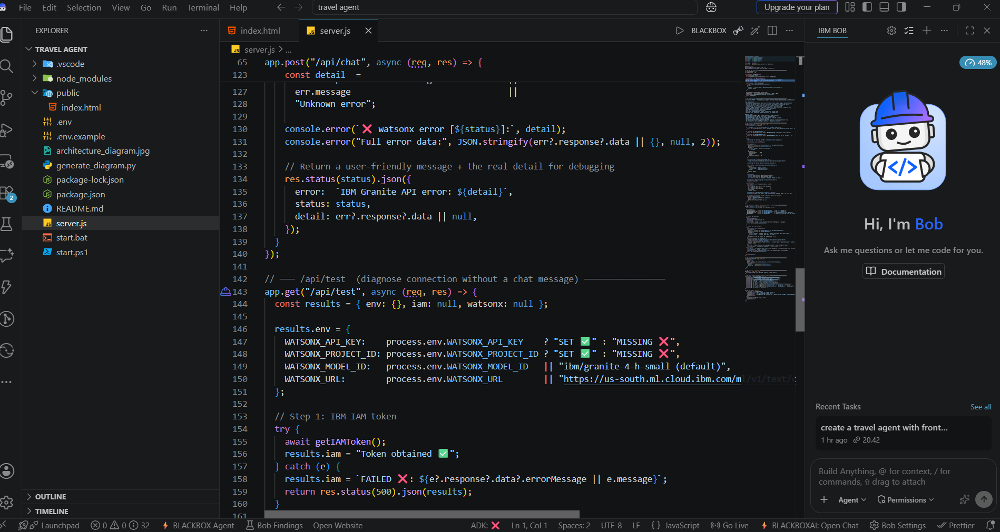 File Edit Selection View Go Run Terminal Help
travel agent
Upgrade your plan
EXPLORER
TRAVEL AGENT
.vscode
node_modules
public
index.html
.env
.env.example
architecture_diagram.jpg
generate_diagram.py
package-lock.json
package.json
README.md
server.js
start.bat
start.ps1
OUTLINE
TIMELINE
2
index.html
server.js
BLACKBOX
server.js > ...
65 app.post("/api/chat", async (req, res) => {
123 const detail =
127 err.message ||
128 "Unknown error";
129
130 console.error(`❌ watsonx error [${status}]:`, detail);
131 console.error("Full error data:", JSON.stringify(err?.response?.data || {}, null, 2));
132
133 // Return a user-friendly message + the real detail for debugging
134 res.status(status).json({
135 error: `IBM Granite API error: ${detail}`,
136 status: status,
137 detail: err?.response?.data || null,
138 });
139 }
140 });
141
142 // ── /api/test (diagnose connection without a chat message) ────────────────
143 app.get("/api/test", async (req, res) => {
144 const results = { env: {}, iam: null, watsonx: null };
145
146 results.env = {
147 WATSONX_API_KEY: process.env.WATSONX_API_KEY ? "SET ✅" : "MISSING ❌",
148 WATSONX_PROJECT_ID: process.env.WATSONX_PROJECT_ID ? "SET ✅" : "MISSING ❌",
149 WATSONX_MODEL_ID: process.env.WATSONX_MODEL_ID || "ibm/granite-4-h-small (default)",
150 WATSONX_URL: process.env.WATSONX_URL || "https://us-south.ml.cloud.ibm.com/ml/v1/text/
151 };
152
153 // Step 1: IBM IAM token
154 try {
155 await getIAMToken();
156 results.iam = "Token obtained ✅";
157 } catch (e) {
158 results.iam = `FAILED ❌: ${e?.response?.data?.errorMessage || e.message}`;
159 return res.status(500).json(results);
160 }
161
IBM BOB
48%
</>
Hi, I'm Bob
Ask me questions or let me code for you.
Documentation
Recent Tasks
See all
create a travel agent with front...
1 hr ago 20.42
Build Anything, @ for context, / for
commands, ⇧ drag to attach
Agent
Permissions
Launchpad 0 0 32 BLACKBOX Agent Bob Findings Open Website ADK: ❌ Ln 1, Col 1 Spaces: 2 UTF-8 LF {} JavaScript Go Live BLACKBOXAI: Open Chat Bob Settings Prettier